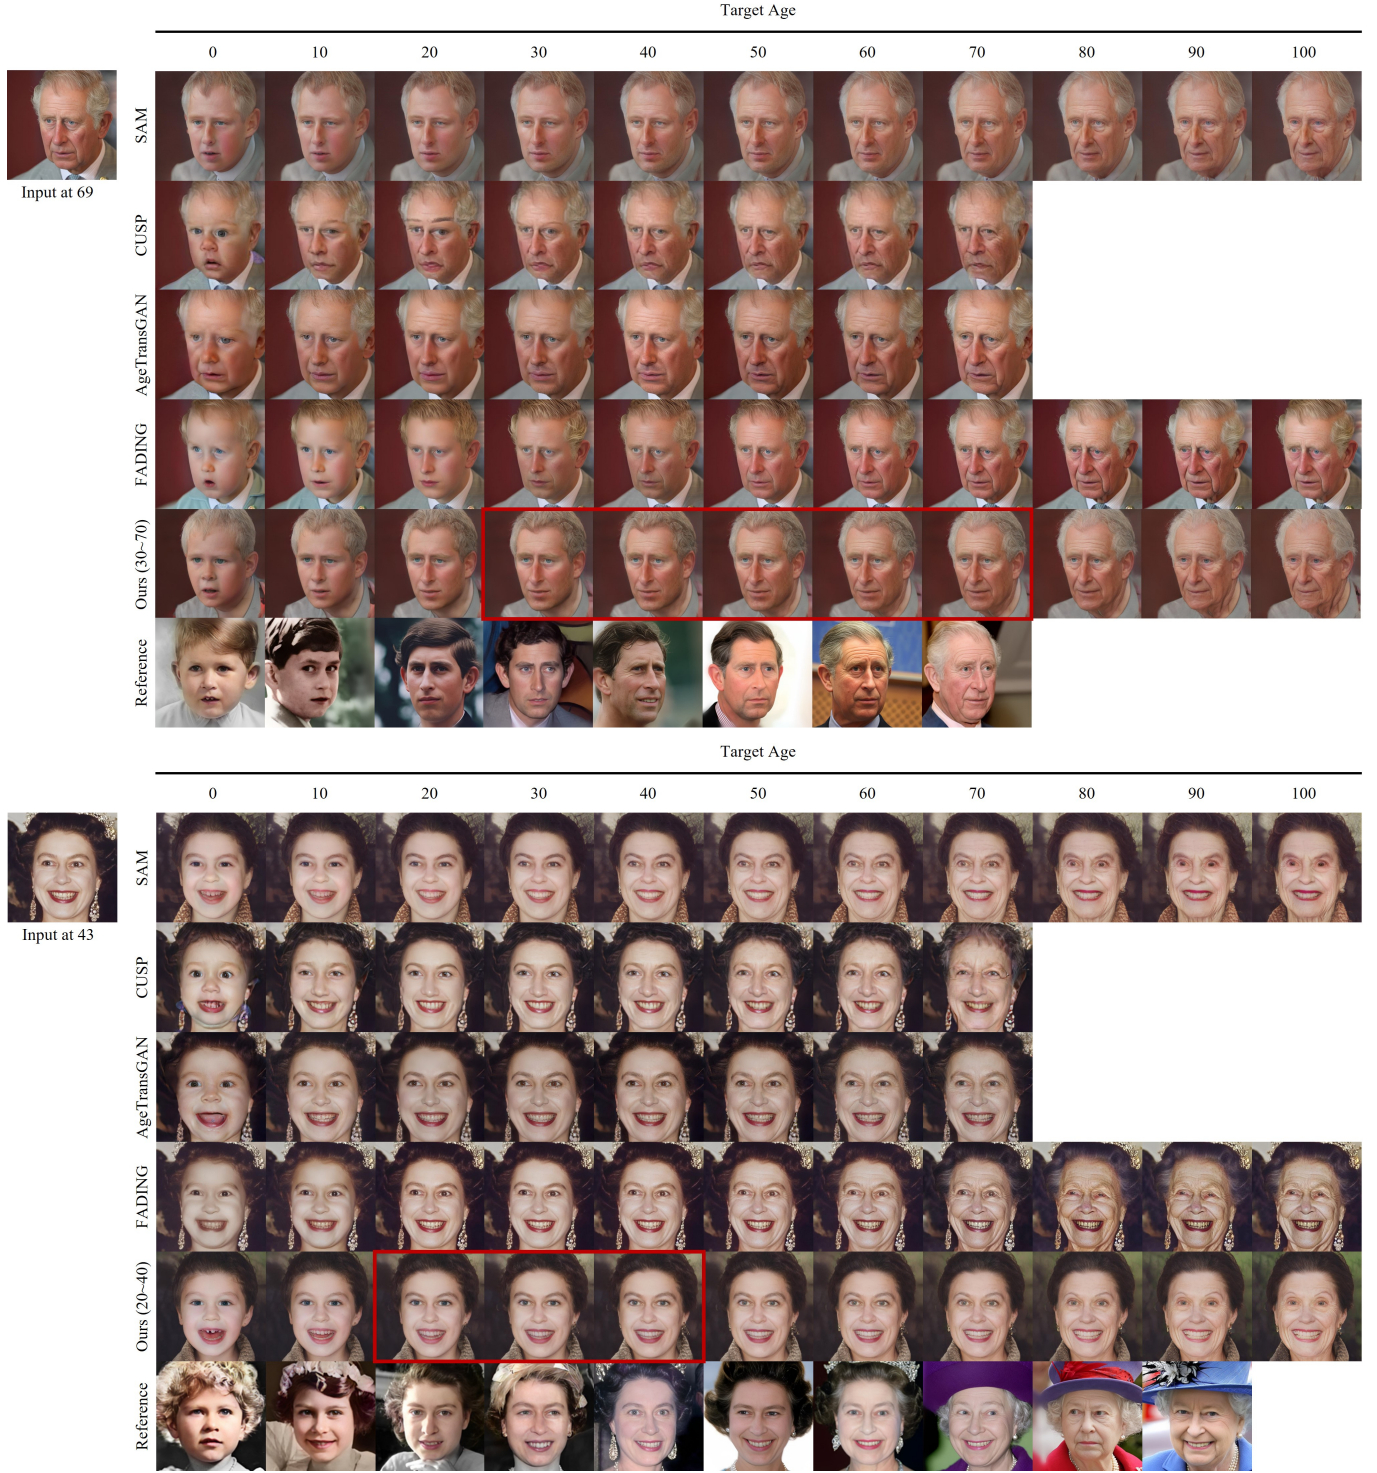 Target Age
0 10 20 30 40 50 60 70 80 90 100
SAM
Input at 69
CUSP
AgeTransGAN
FADING
Ours (30~70)
Reference
Target Age
0 10 20 30 40 50 60 70 80 90 100
SAM
Input at 43
CUSP
AgeTransGAN
FADING
Ours (20~40)
Reference